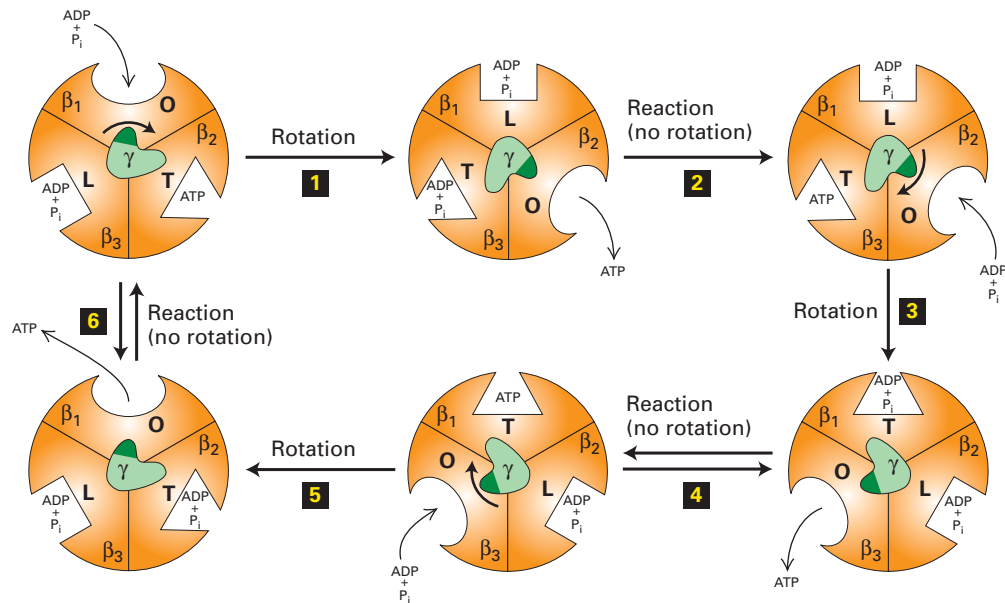 ADP
+
Pi
β1
O
β2
γ
L
T
ADP
+
Pi
ATP
β3
Rotation
1
ADP
+
Pi
β1
L
β2
γ
T
ADP
+
Pi
O
β3
ATP
Reaction
(no rotation)
2
ADP
+
Pi
β1
L
β2
γ
T
ATP
O
β3
ADP
+
Pi
Rotation
3
ADP
+
Pi
β1
T
β2
γ
O
L
ADP
+
Pi
β3
ATP
Reaction
(no rotation)
4
ATP
β1
T
β2
γ
O
L
ADP
+
Pi
β3
ADP
+
Pi
Rotation
5
ATP
β1
O
β2
γ
L
T
ADP
+
Pi
ADP
+
Pi
β3
6
Reaction
(no rotation)